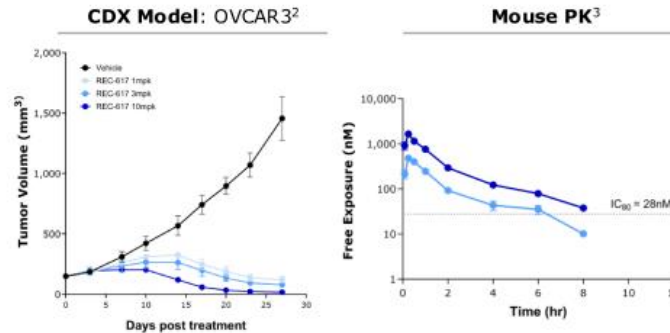 CDX Model: OVCAR3²
Tumor Volume (mm³)
2,000
1,500
1,000
500
0
Vehicle
REC-617 1mpk
REC-617 3mpk
REC-617 10mpk
0 5 10 15 20 25 30
Days post treatment
Mouse PK³
Free Exposure (nM)
10,000
1,000
100
10
1
IC₈₀ = 28nM
0 2 4 6 8 10
Time (hr)